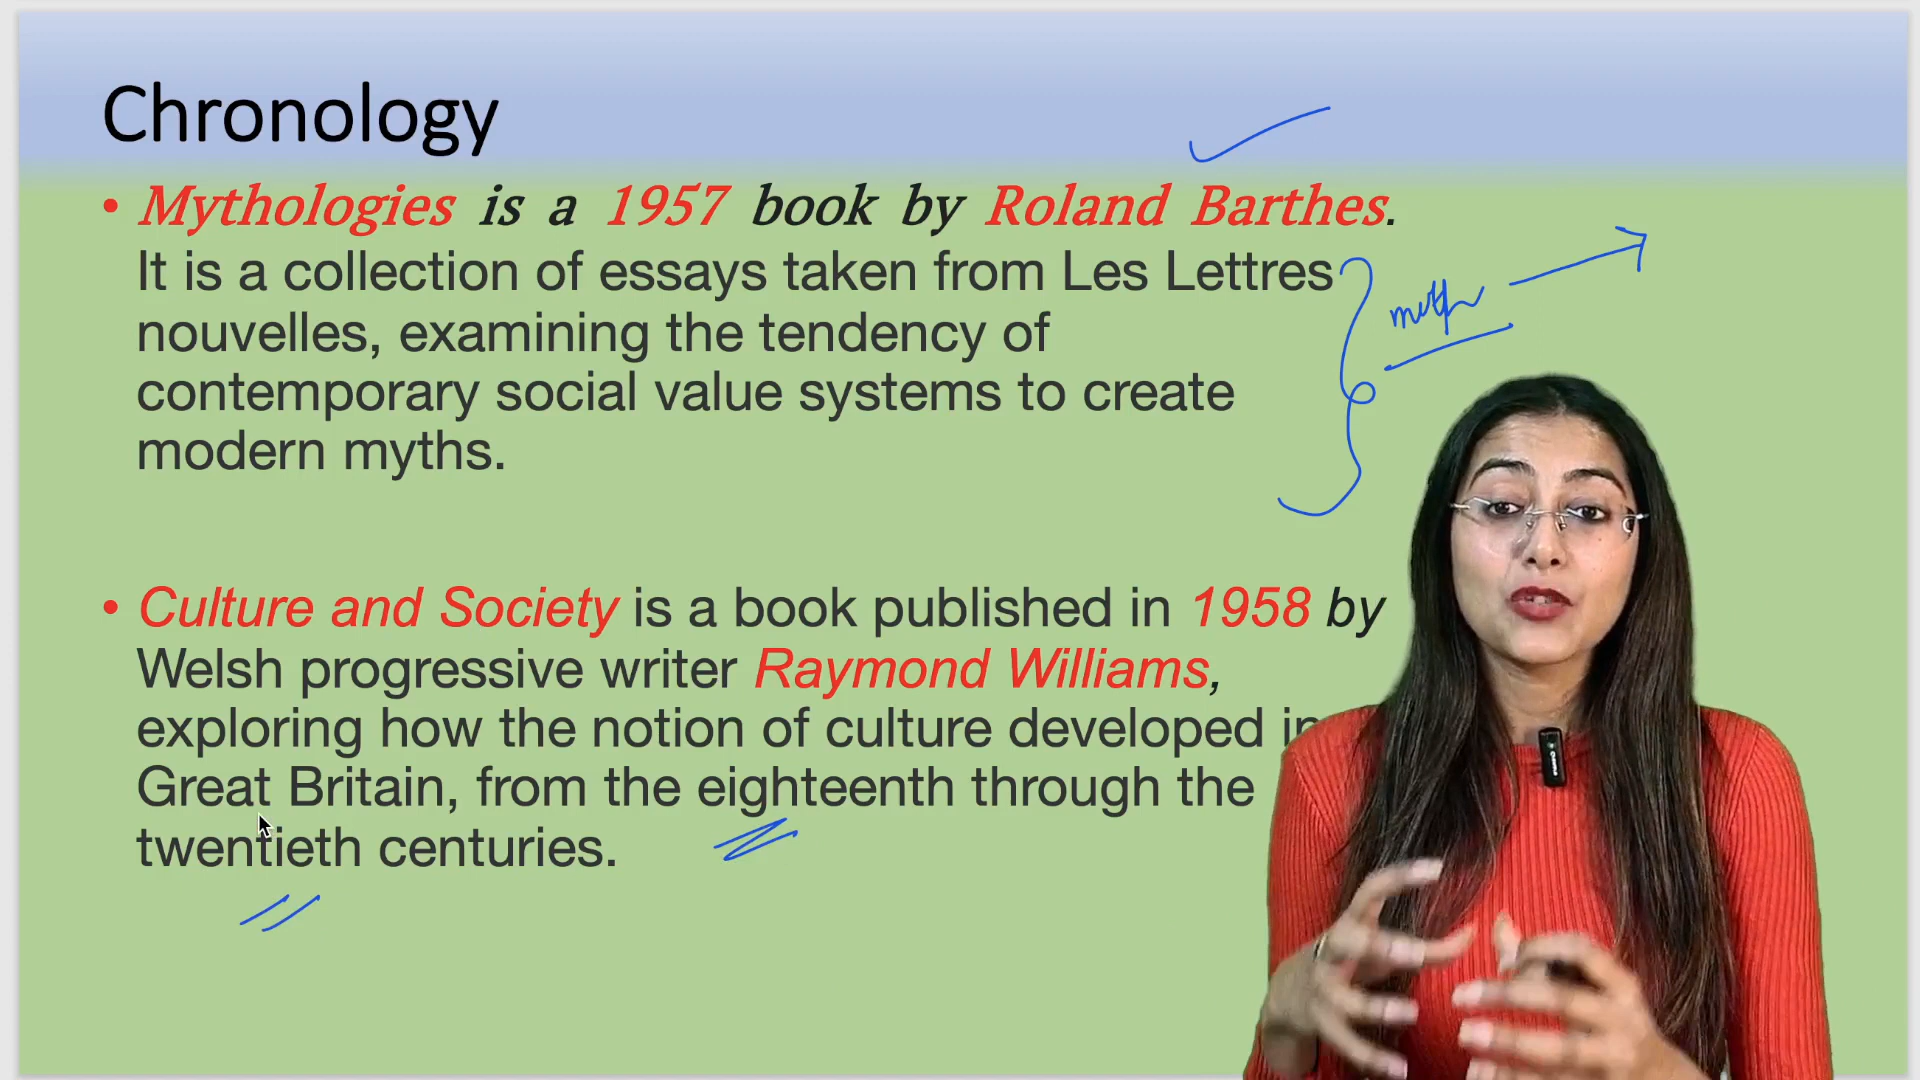 Chronology
• Mythologies is a 1957 book by Roland Barthes.
It is a collection of essays taken from Les Lettres
nouvelles, examining the tendency of
contemporary social value systems to create
modern myths.
myth
• Culture and Society is a book published in 1958 by
Welsh progressive writer Raymond Williams,
exploring how the notion of culture developed in
Great Britain, from the eighteenth through the
twentieth centuries.